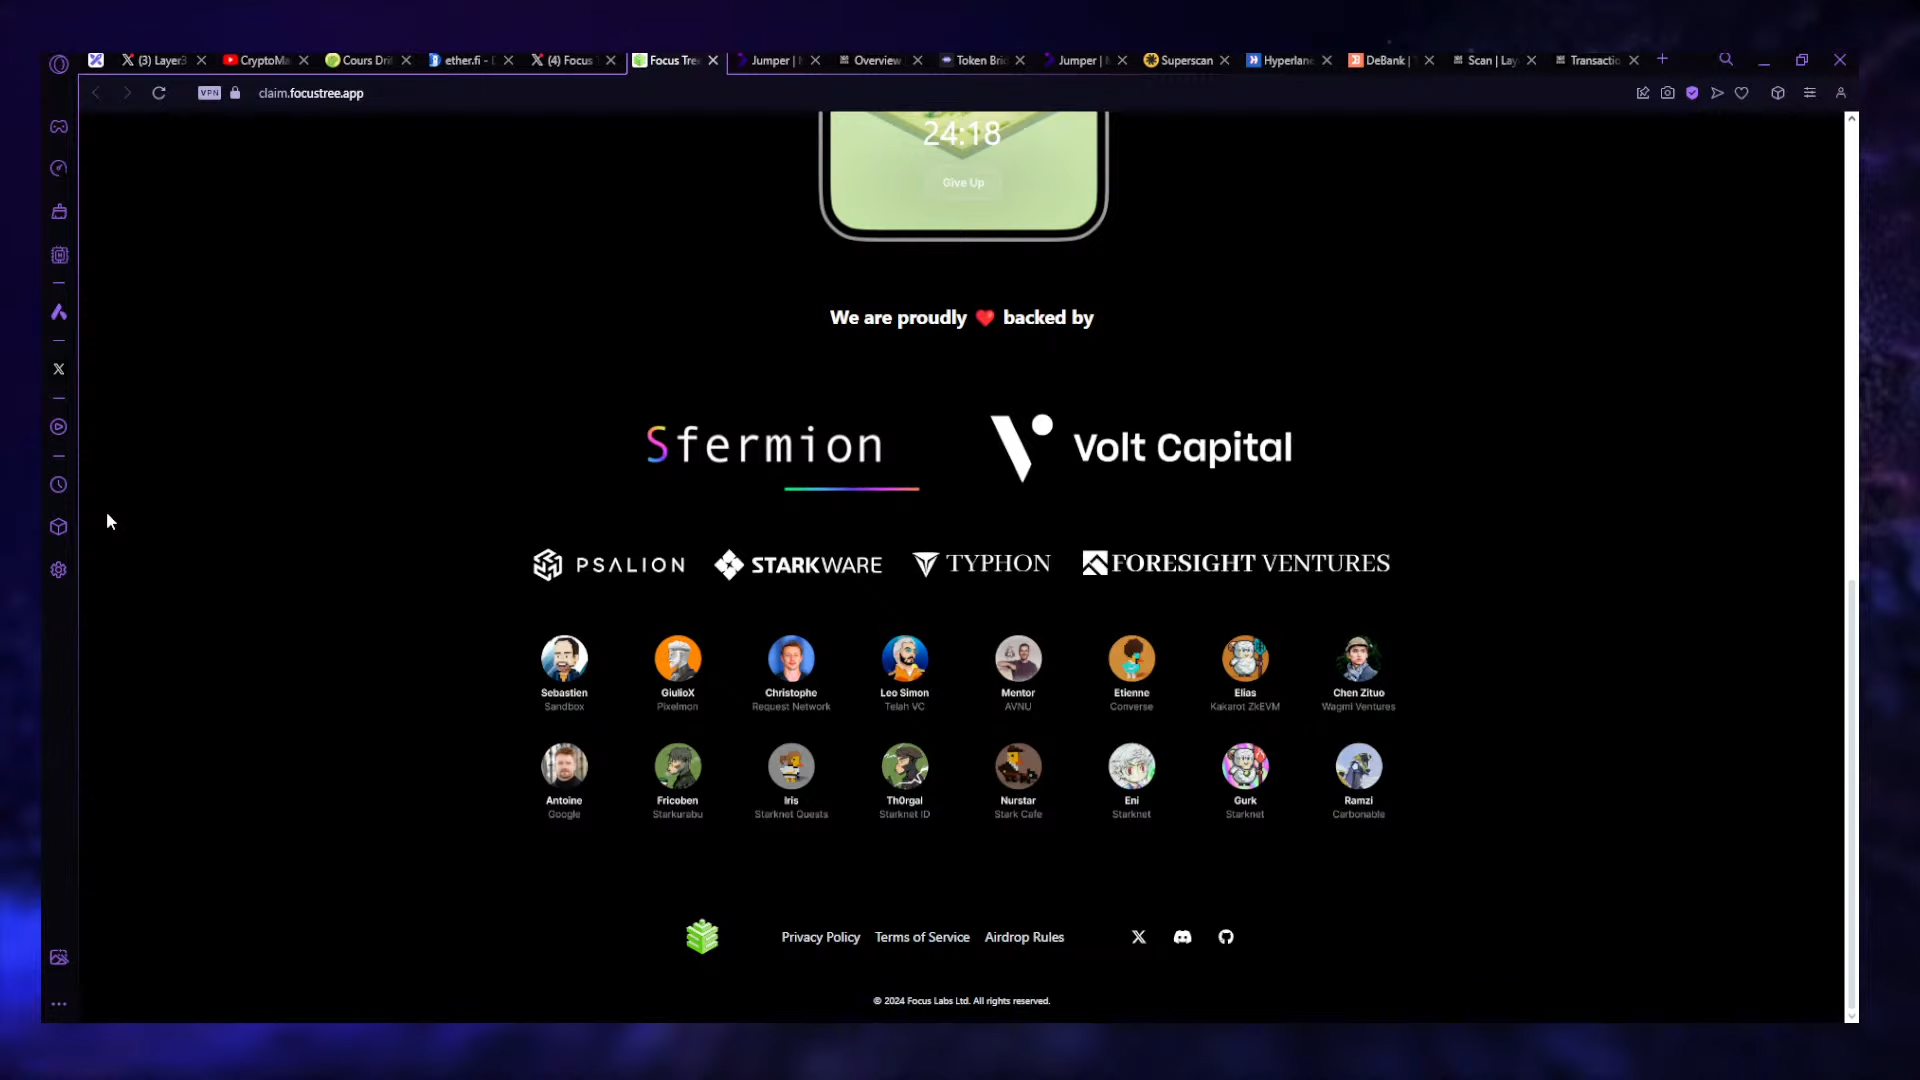 (3) Layer3
CryptoMa
Cours Dri
ether.fi - D
(4) Focus
Focus Tree
Jumper |
Overview
Token Bri
Jumper |
Superscan
Hyperlane
DeBank |
Scan | Lay
Transactio
VPN
claim.focustree.app
24:18
Give Up
We are proudly ❤️ backed by
Sfermion
Volt Capital
PSALION
STARKWARE
TYPHON
FORESIGHT VENTURES
Sebastien
Sandbox
GiulioX
Pixelmon
Christophe
Request Network
Leo Simon
Telah VC
Mentor
AVNU
Etienne
Converse
Elias
Kakarot ZkEVM
Chen Zituo
Wagmi Ventures
Antoine
Google
Fricoben
Starkurabu
Iris
Starknet Quests
Th0rgal
Starknet ID
Nurstar
Stark Cafe
Eni
Starknet
Gurk
Starknet
Ramzi
Carbonable
Privacy Policy
Terms of Service
Airdrop Rules
© 2024 Focus Labs Ltd. All rights reserved.